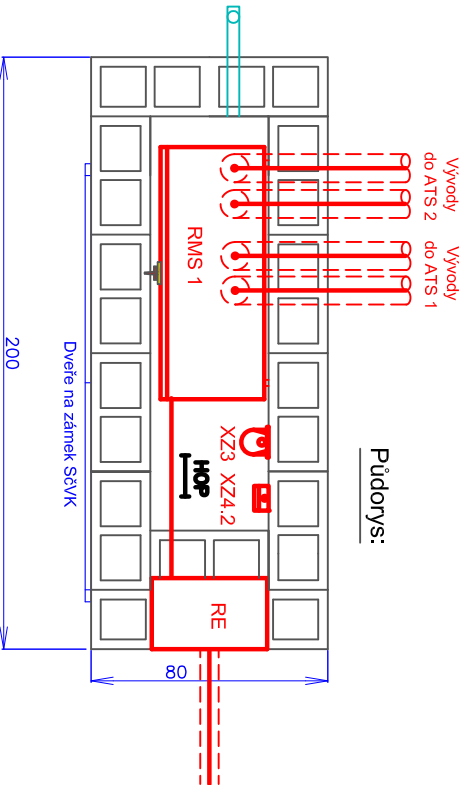 Půdorys:
Vývody
do ATS 2
Vývody
do ATS 1
RMS 1
XZ3 XZ4.2
HOP
RE
Dveře na zámek SčVK
200
80